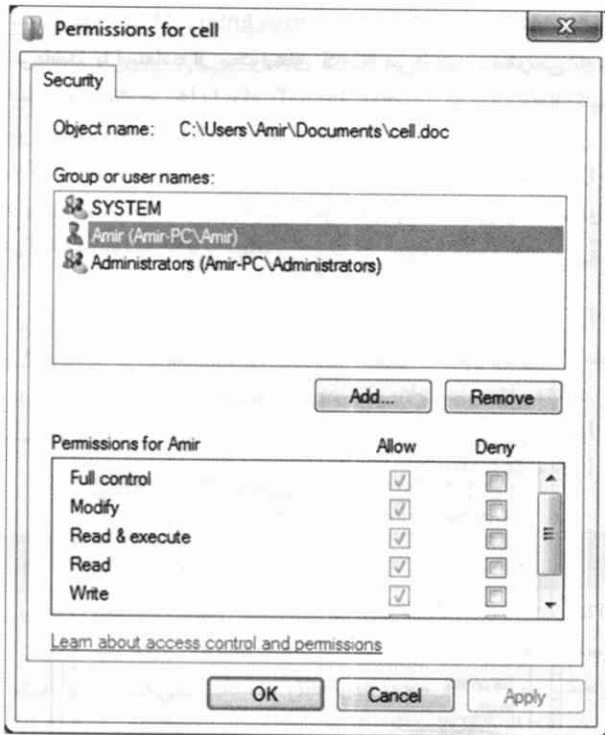 Permissions for cell
Security
Object name: C:\Users\Amir\Documents\cell.doc
Group or user names:
SYSTEM
Amir (Amir-PC\Amir)
Administrators (Amir-PC\Administrators)
Add... Remove
Permissions for Amir Allow Deny
Full control
Modify
Read & execute
Read
Write
Learn about access control and permissions
OK Cancel Apply